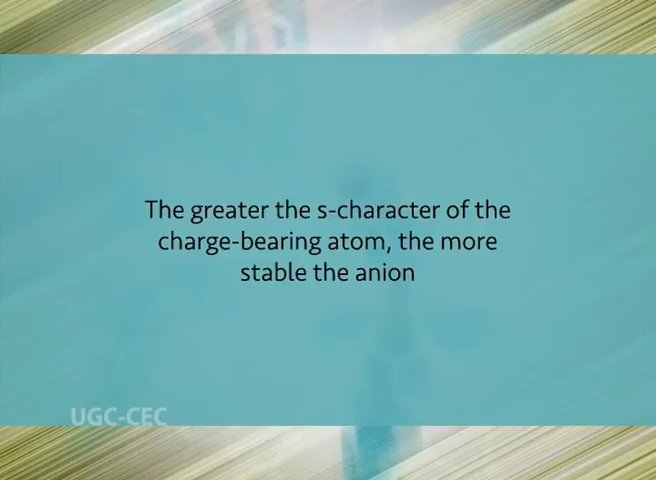 The greater the s-character of the
charge-bearing atom, the more
stable the anion
UGC-CEC